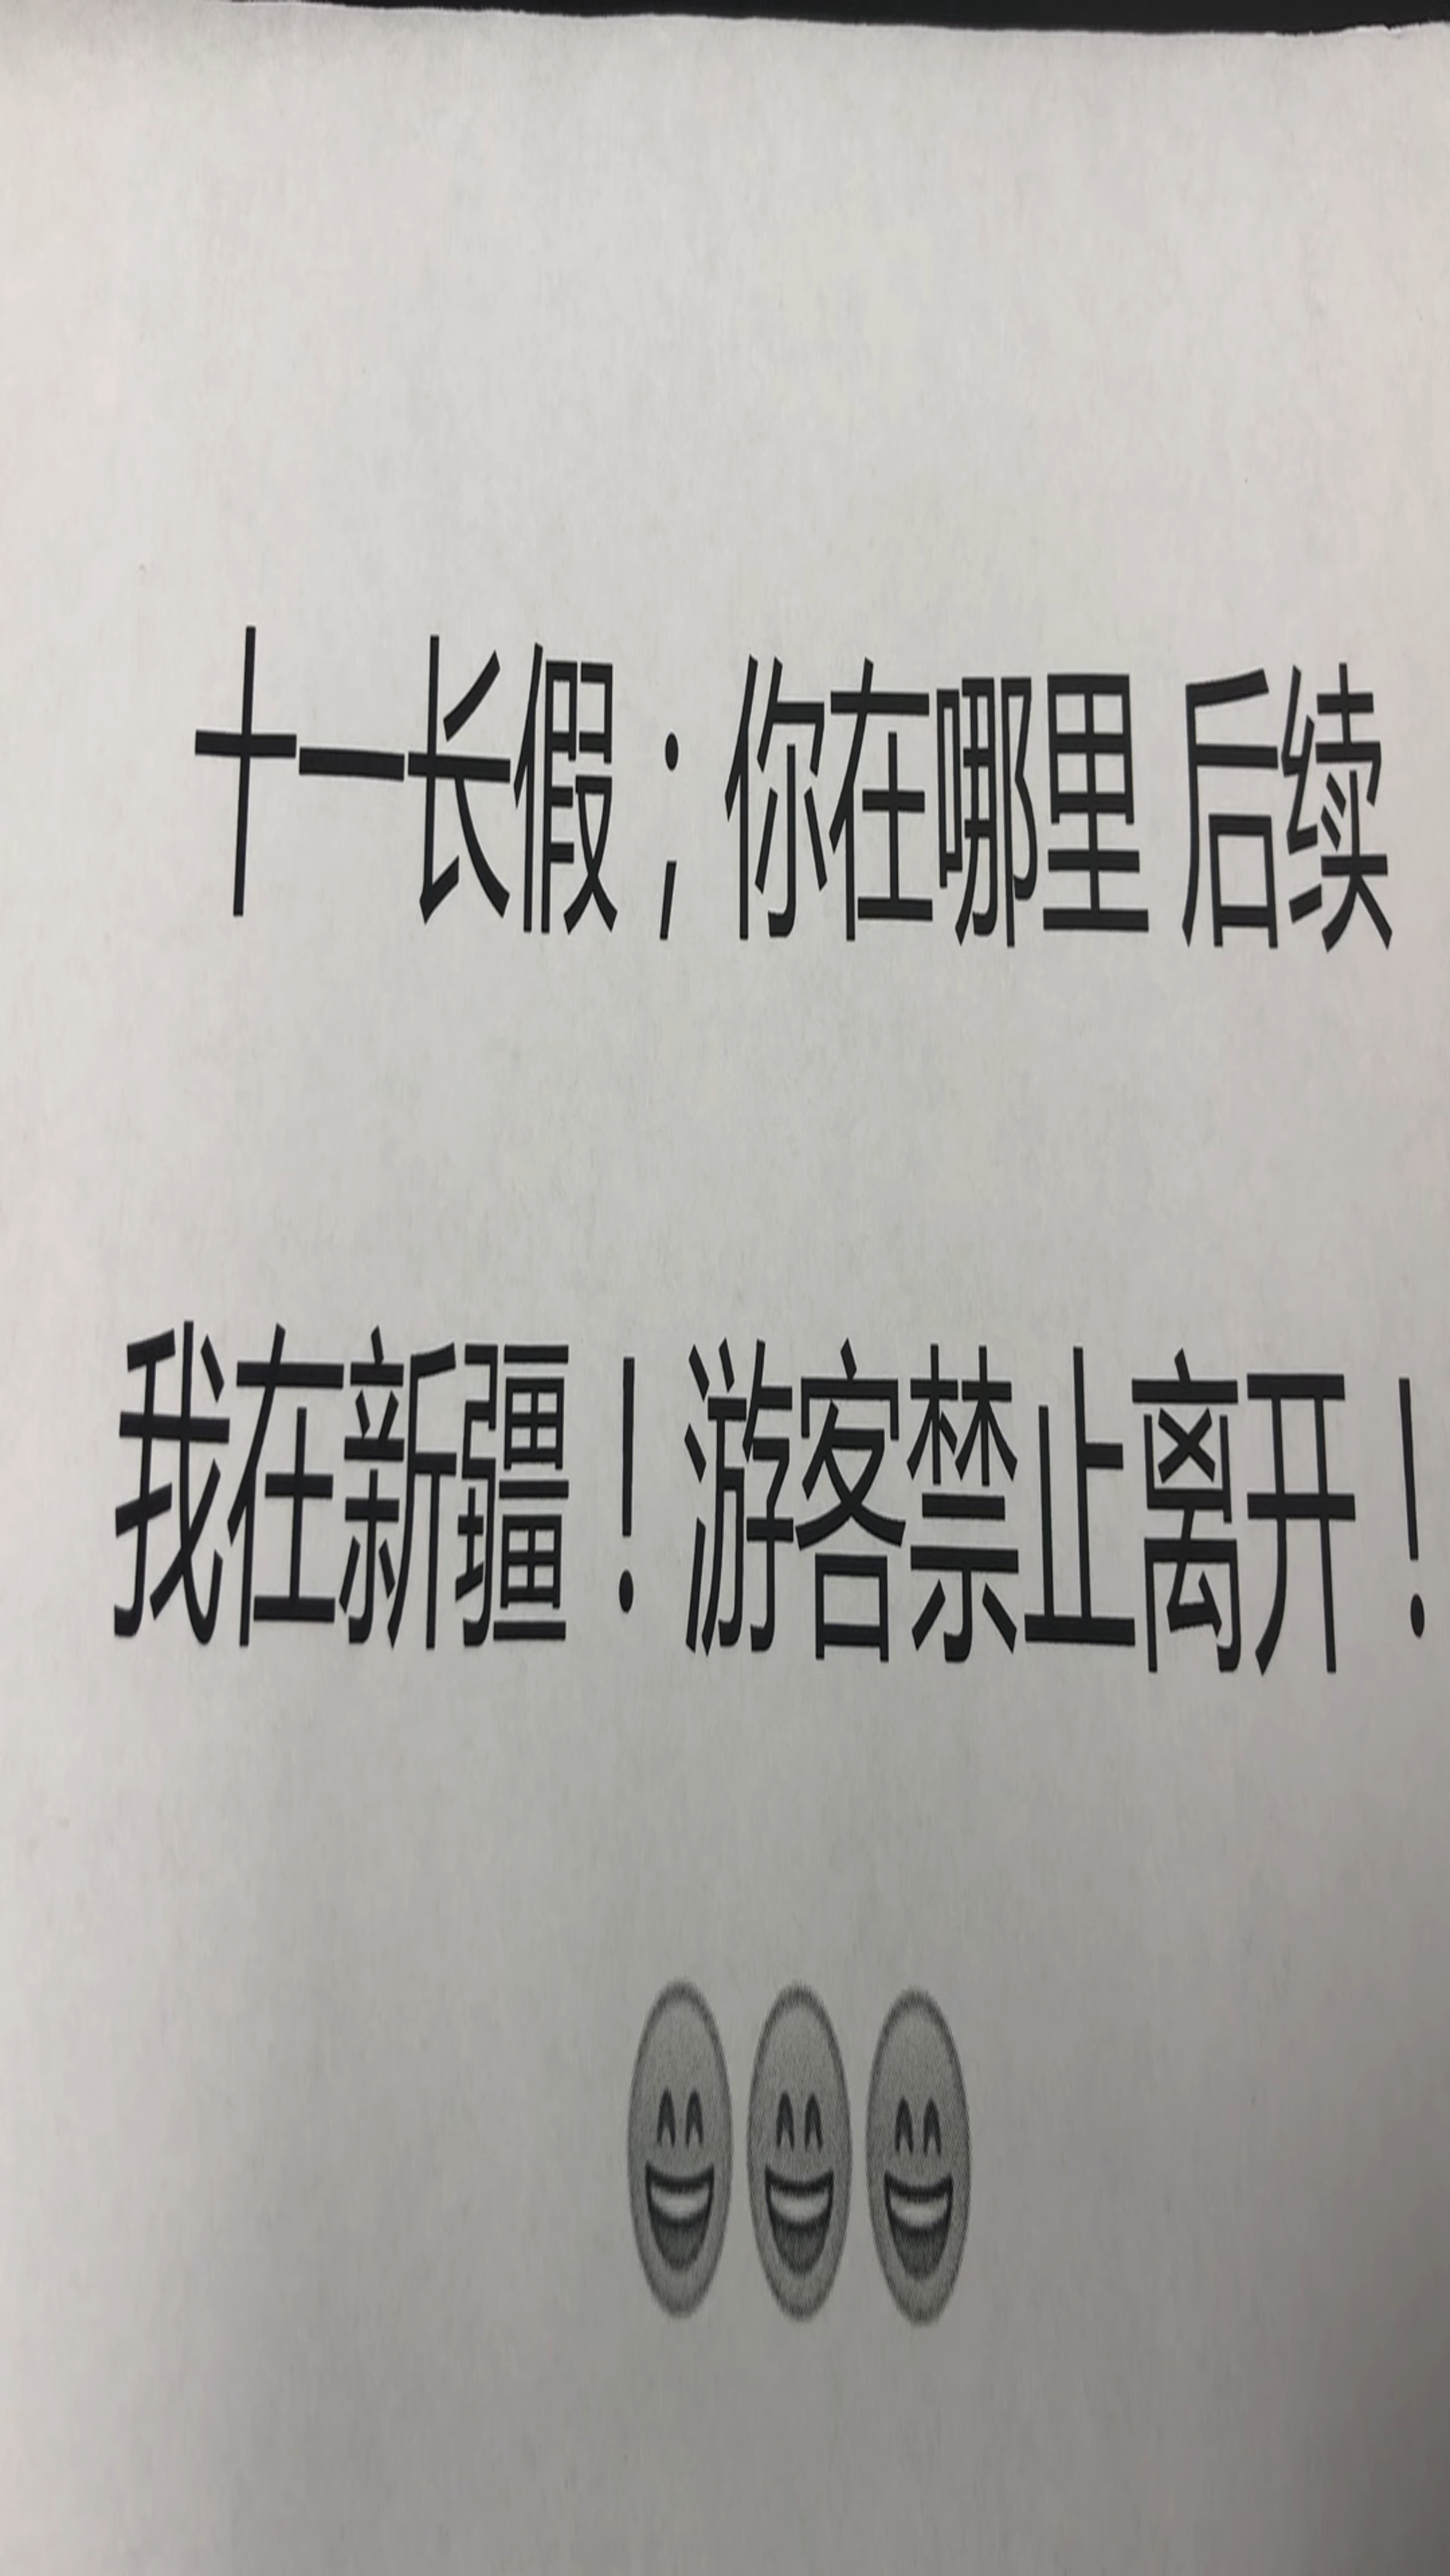 十一长假；你在哪里 后续
我在新疆！游客禁止离开！
😄😄😄